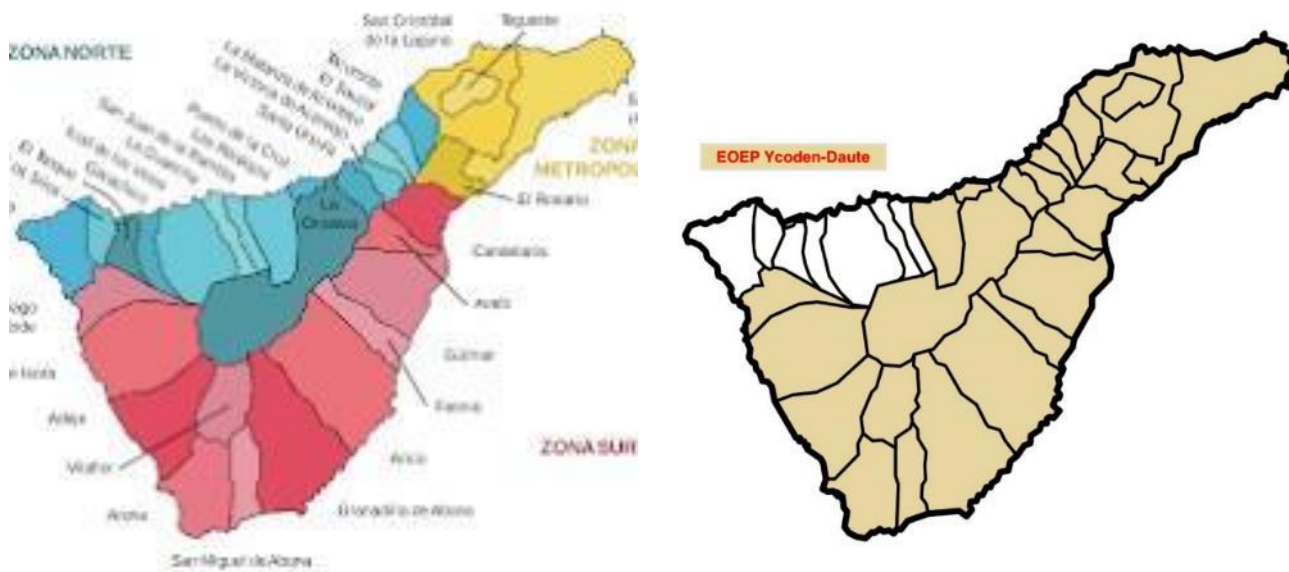 San Cristóbal
de la Laguna
Tegueste
ZONA NORTE
Tacoronte
El Sauzal
La Matanza de Acentejo
La Victoria de Acentejo
Santa Úrsula
Puerto de la Cruz
Los Realejos
San Juan de la Rambla
La Guancha
Icod de los Vinos
Garachico
El Tanque
Los Silos
ZONA
METROPO
El Rosario
La
Orotava
Candelaria
Arafo
Güímar
Fasnia
Adeje
Vilaflor
Arico
ZONA SUR
Arona
Granadilla de Abona
San Miguel de Abona
EOEP Ycoden-Daute